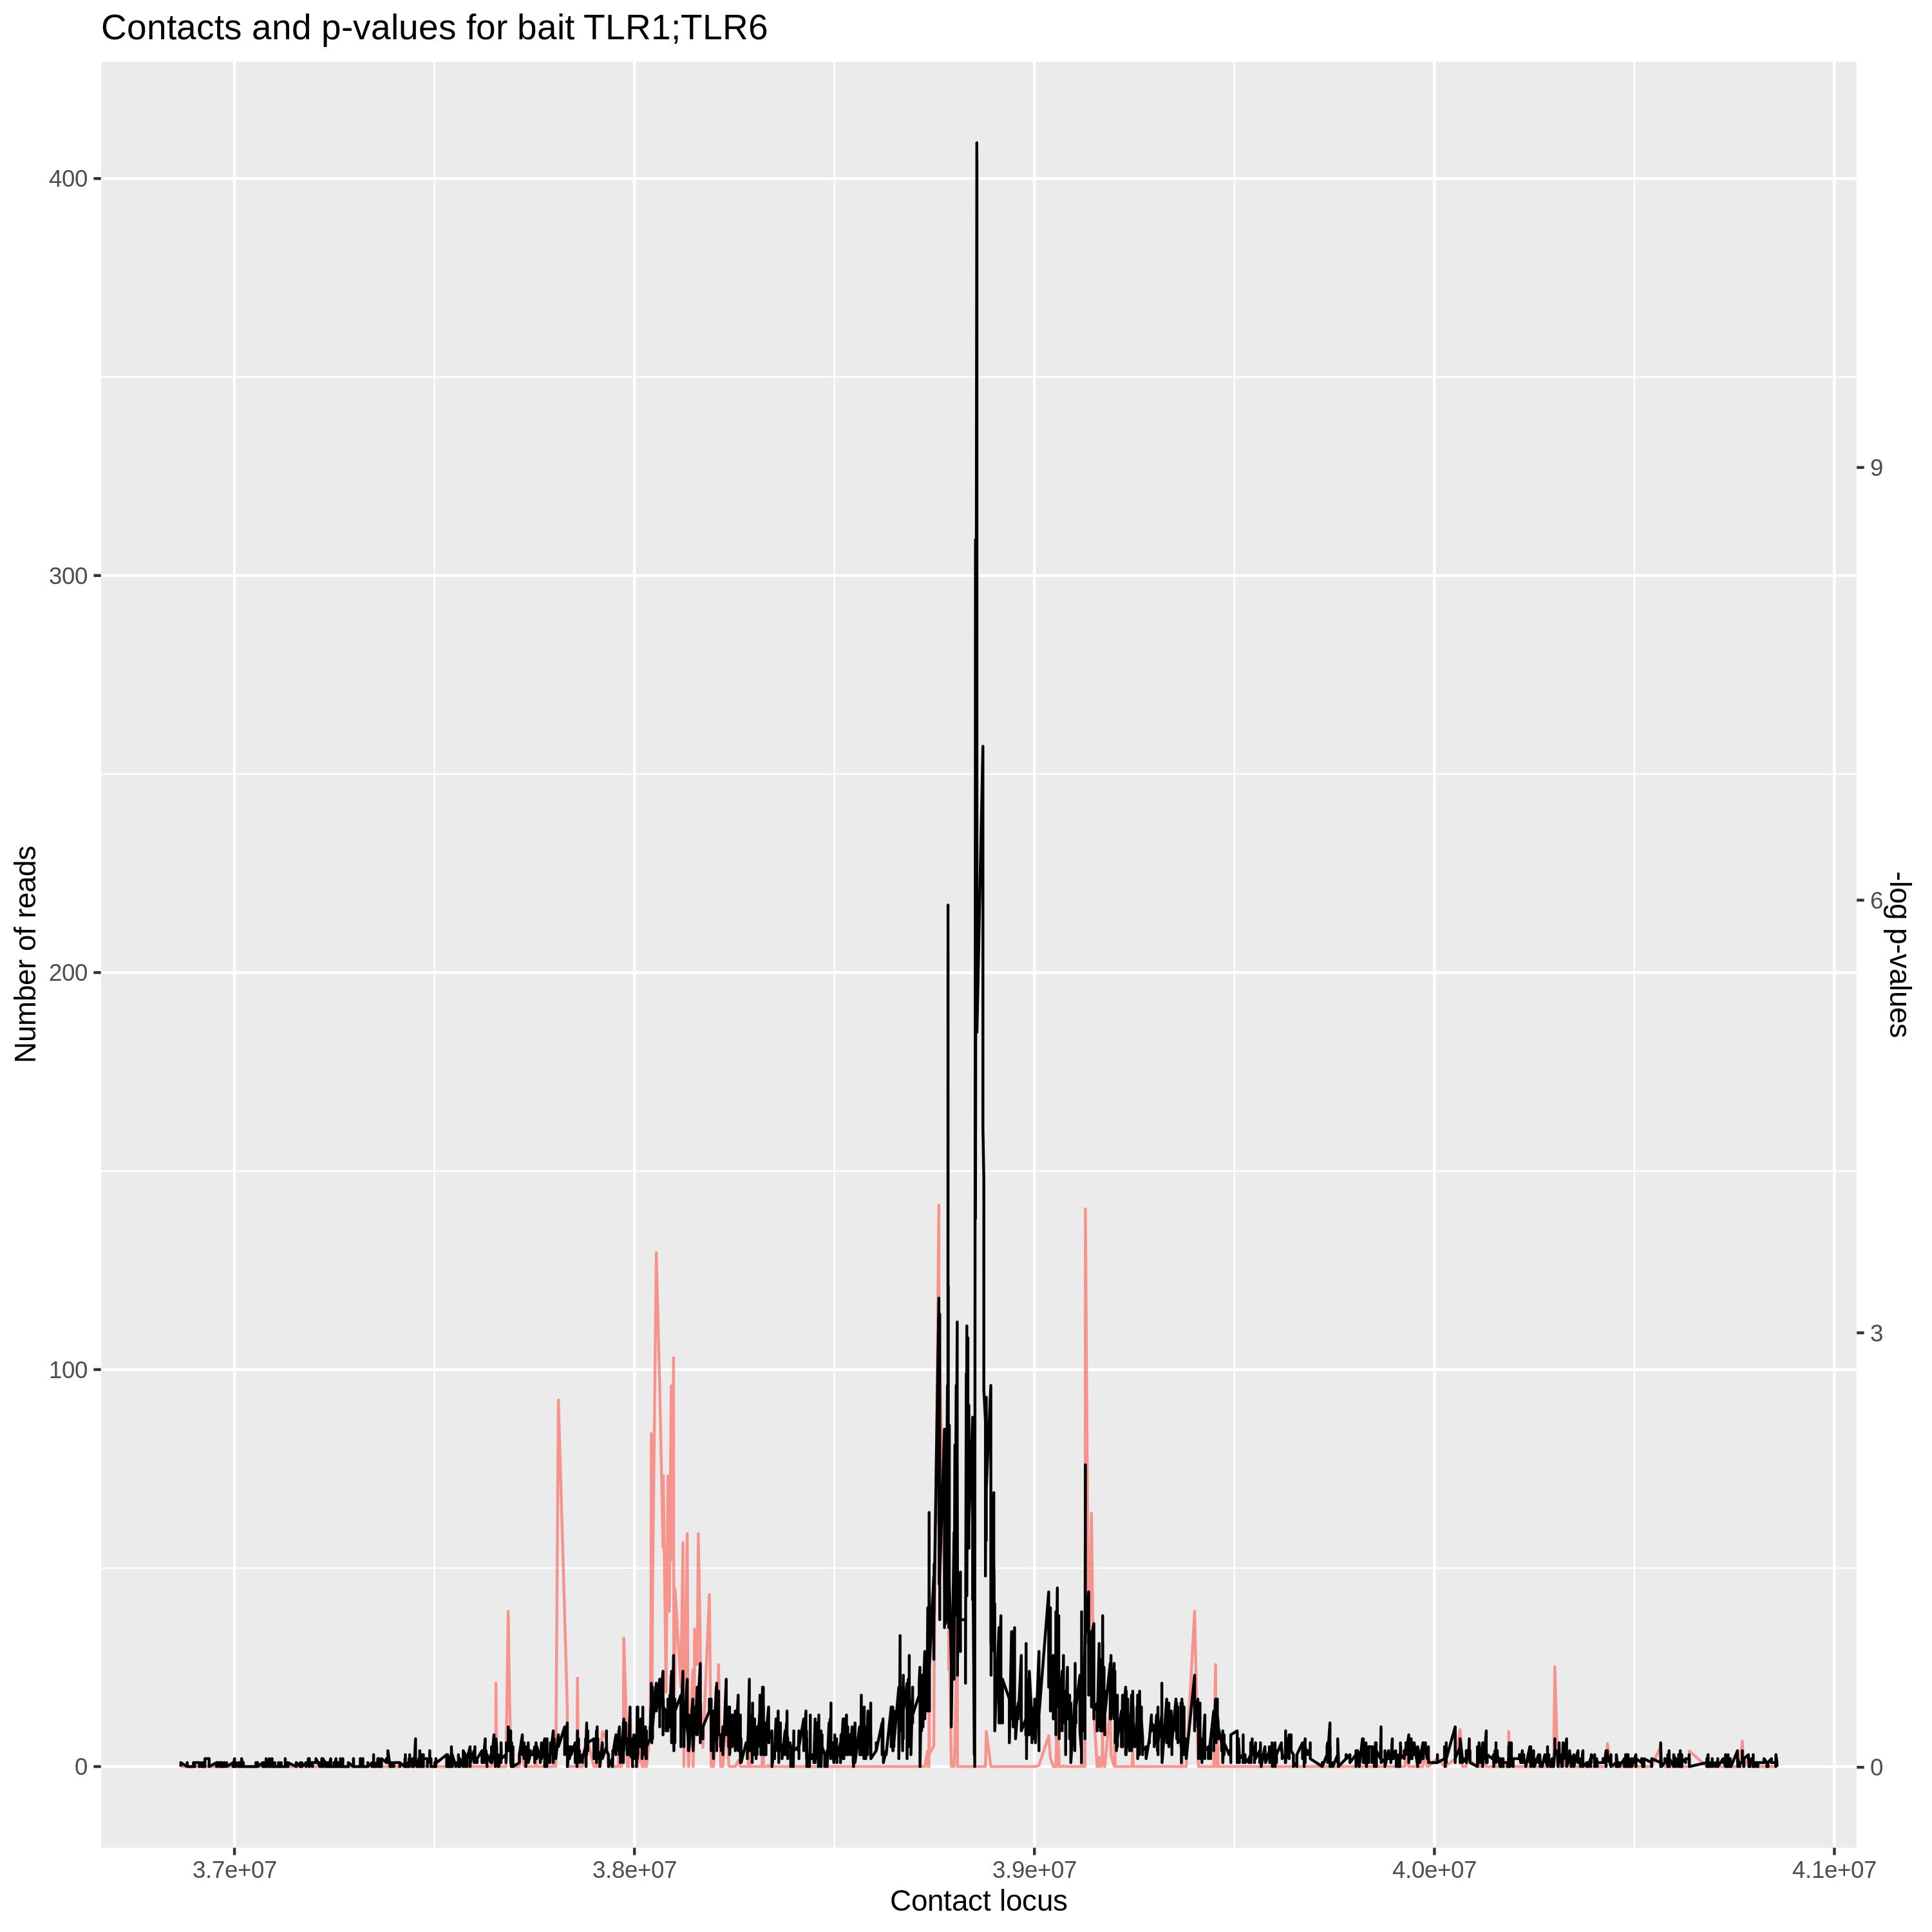 Contacts and p-values for bait TLR1;TLR6
400
300
200
100
0
Number of reads
9
6
3
0
-log p-values
3.7e+07
3.8e+07
3.9e+07
4.0e+07
4.1e+07
Contact locus